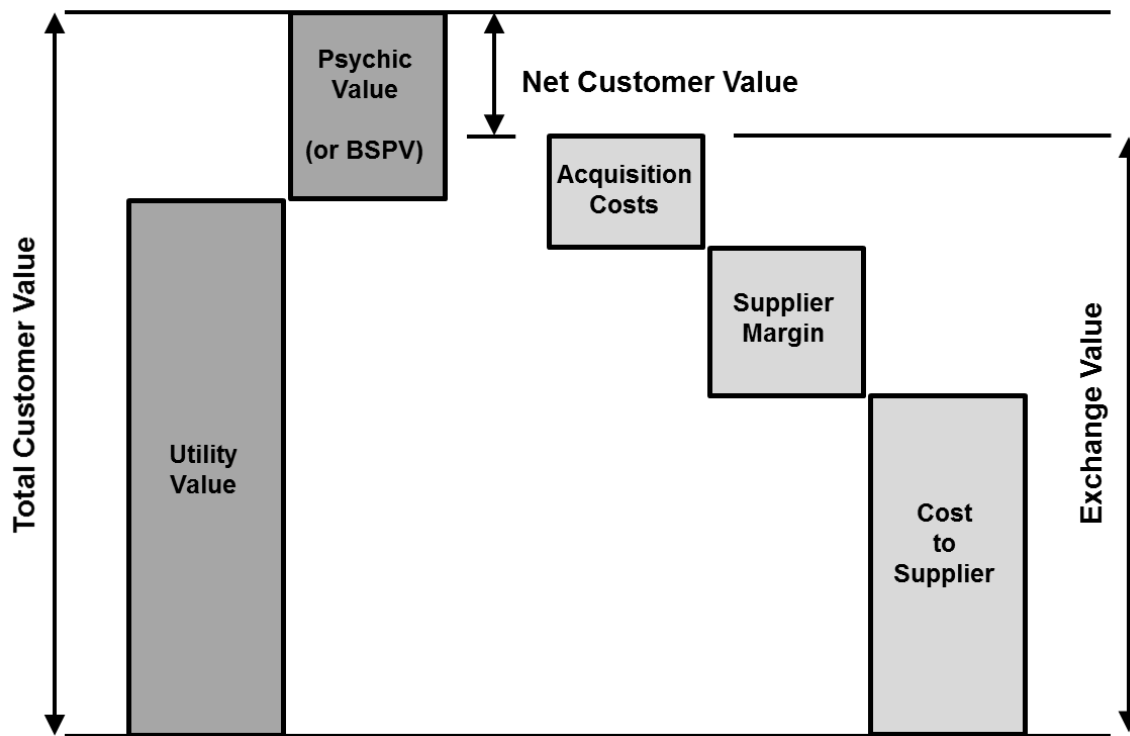 Total Customer Value
Psychic
Value
(or BSPV)
Utility
Value
Net Customer Value
Acquisition
Costs
Supplier
Margin
Cost
to
Supplier
Exchange Value